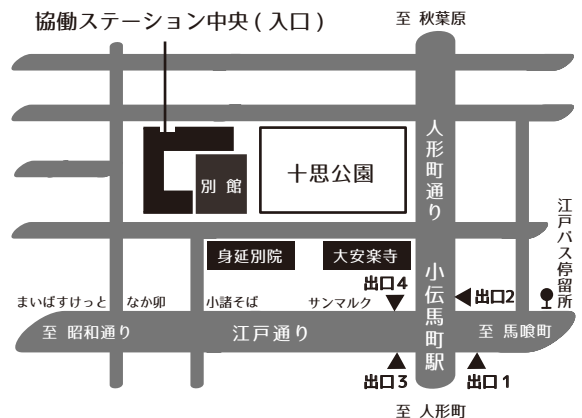 協働ステーション中央(入口)
至 秋葉原
人形町通り
別 館
十思公園
江戸バス停留所
身延別院
大安楽寺
小伝馬町駅
出口4
出口2
まいばすけっと
なか卯
小諸そば
サンマルク
至 昭和通り
江戸通り
至 馬喰町
出口3
出口1
至 人形町